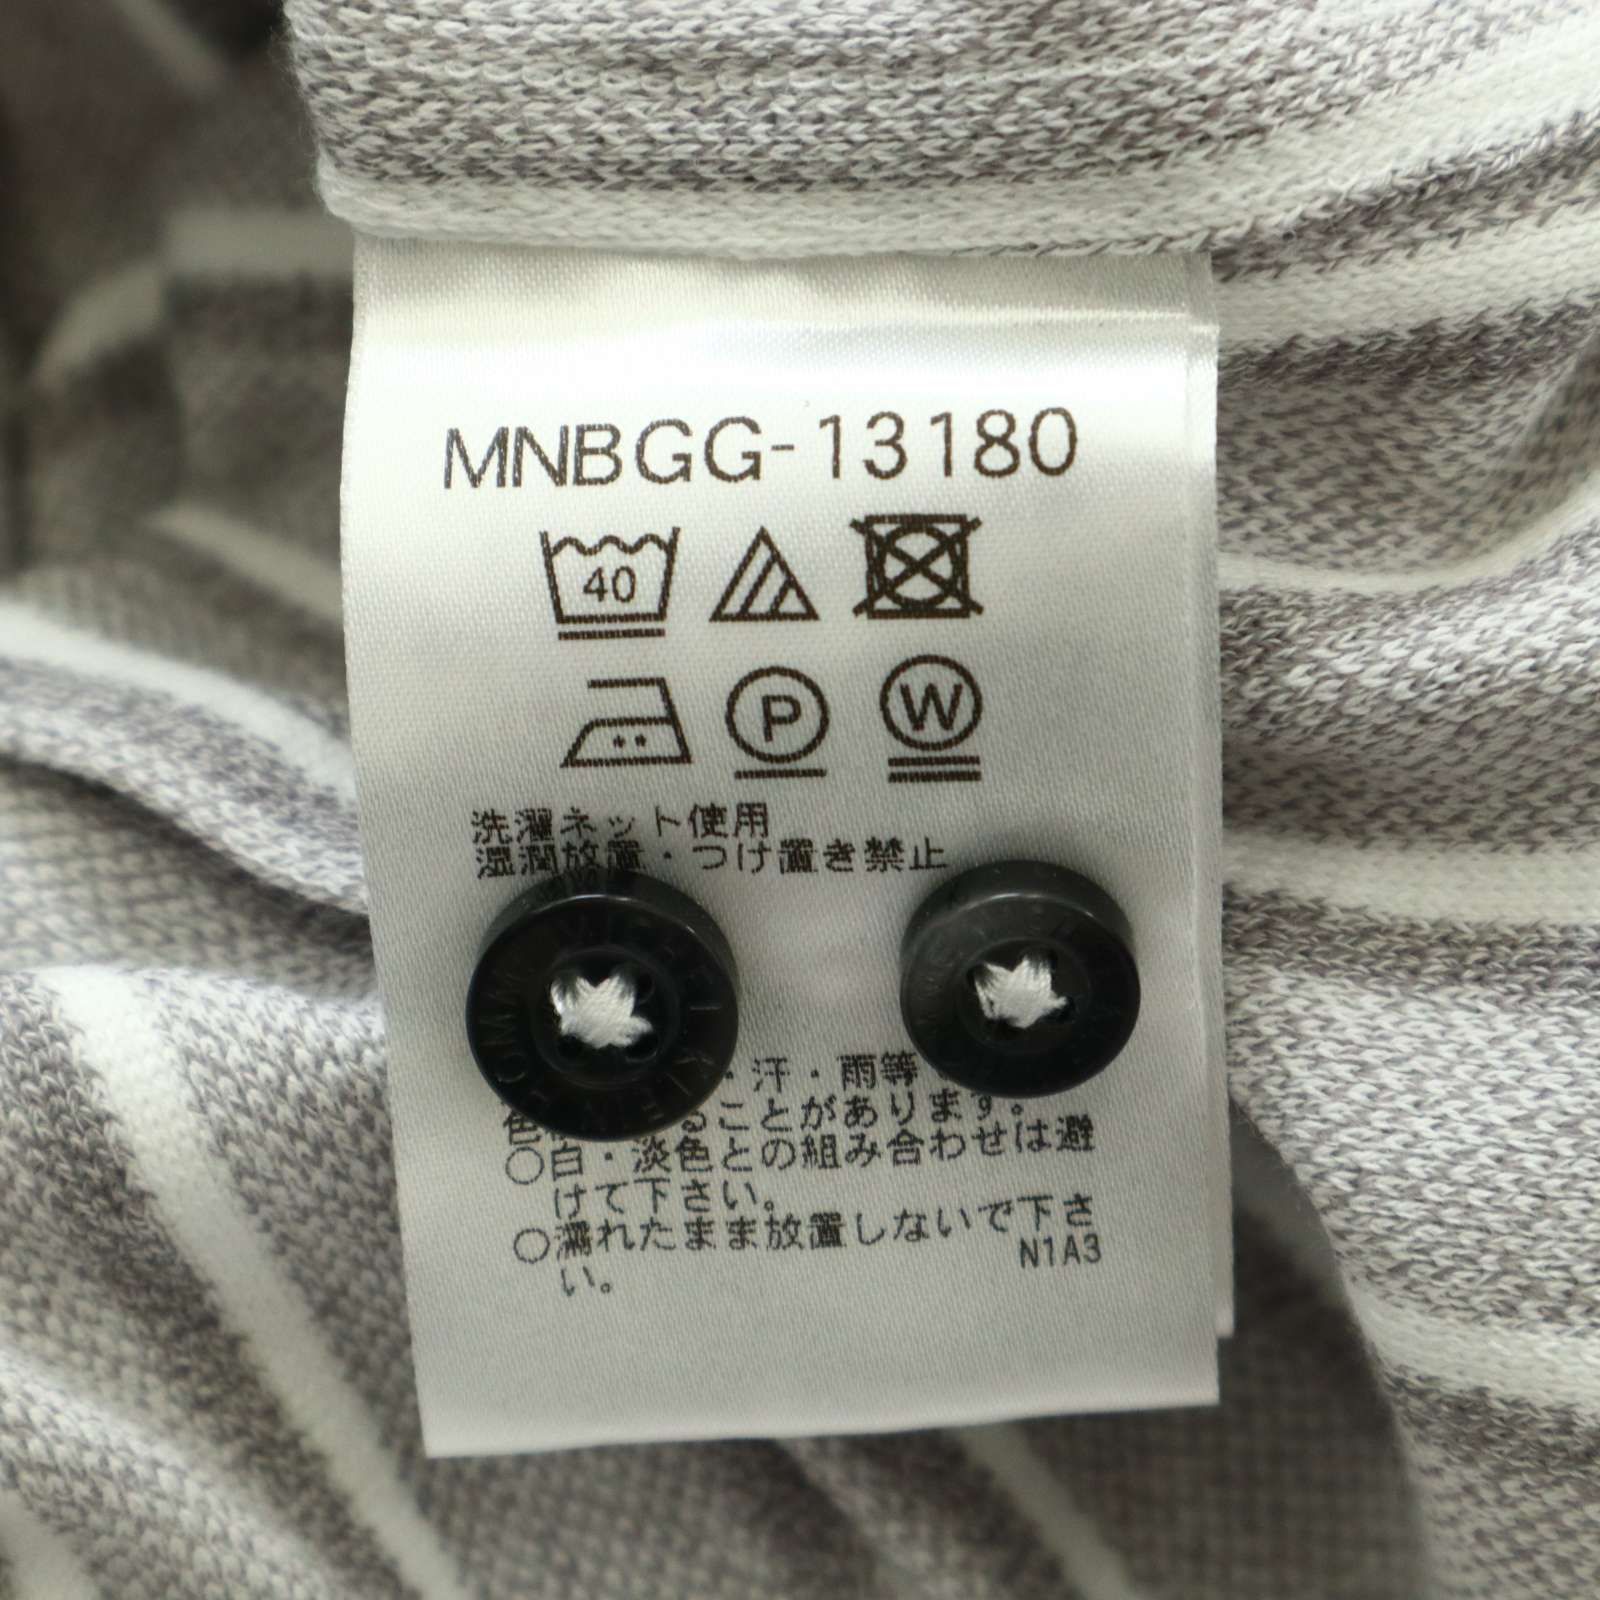 MNBGG-13180
40
P
W
洗濯ネット使用
湿潤放置・つけ置き禁止
・汗・雨等
色
ることがあります。
○白・淡色との組み合わせは避
けて下さい。
○濡れたまま放置しないで下さ
い。
N1A3